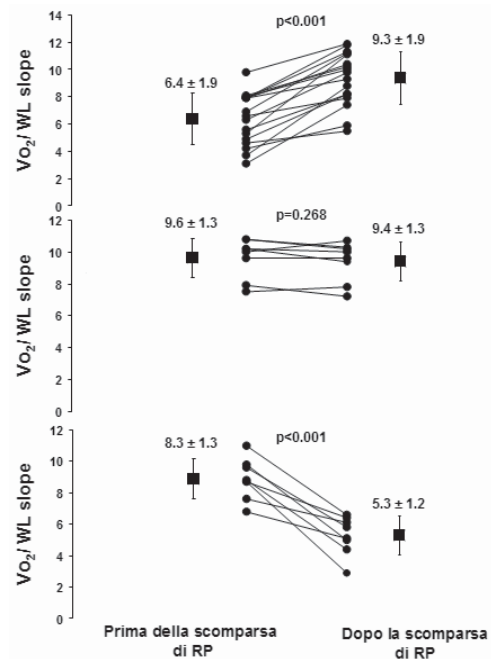 p<0.001
14
12
10
8
6
4
2
0
Vo₂/ WL slope
6.4 ± 1.9
9.3 ± 1.9
p=0.268
12
10
8
6
4
2
0
Vo₂/ WL slope
9.6 ± 1.3
9.4 ± 1.3
p<0.001
12
10
8
6
4
2
0
Vo₂/ WL slope
8.3 ± 1.3
5.3 ± 1.2
Prima della scomparsa
di RP
Dopo la scomparsa
di RP